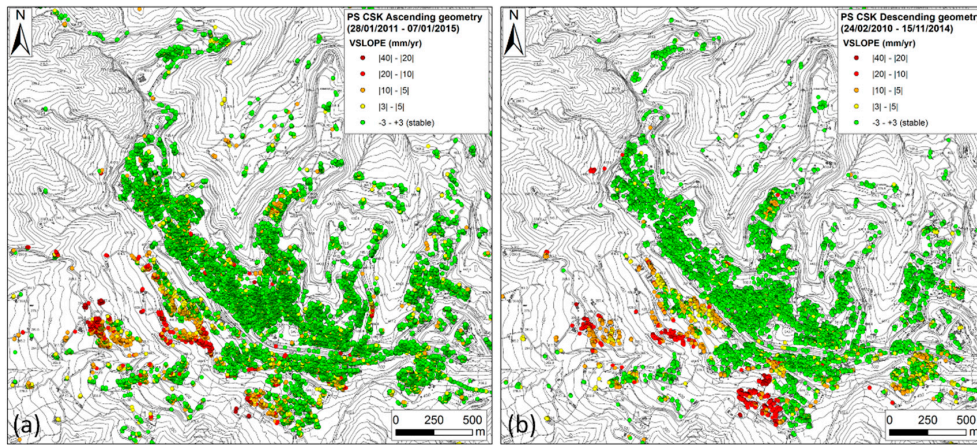 N
PS CSK Ascending geometry
(28/01/2011 - 07/01/2015)
VSLOPE (mm/yr)
|40| - |20|
|20| - |10|
|10| - |5|
|3| - |5|
-3 - +3 (stable)
(a)
0 250 500
m
N
PS CSK Descending geometry
(24/02/2010 - 15/11/2014)
VSLOPE (mm/yr)
|40| - |20|
|20| - |10|
|10| - |5|
|3| - |5|
-3 - +3 (stable)
(b)
0 250 500
m